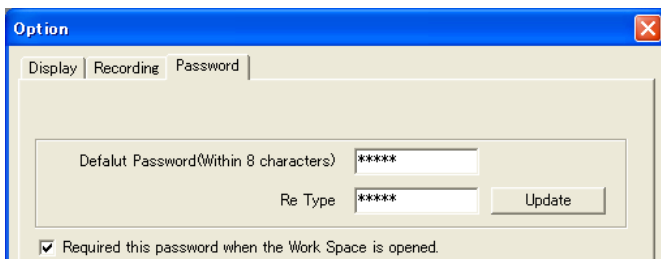 Option
Display Recording Password
Defalut Password(Within 8 characters) *****
Re Type ***** Update
Required this password when the Work Space is opened.